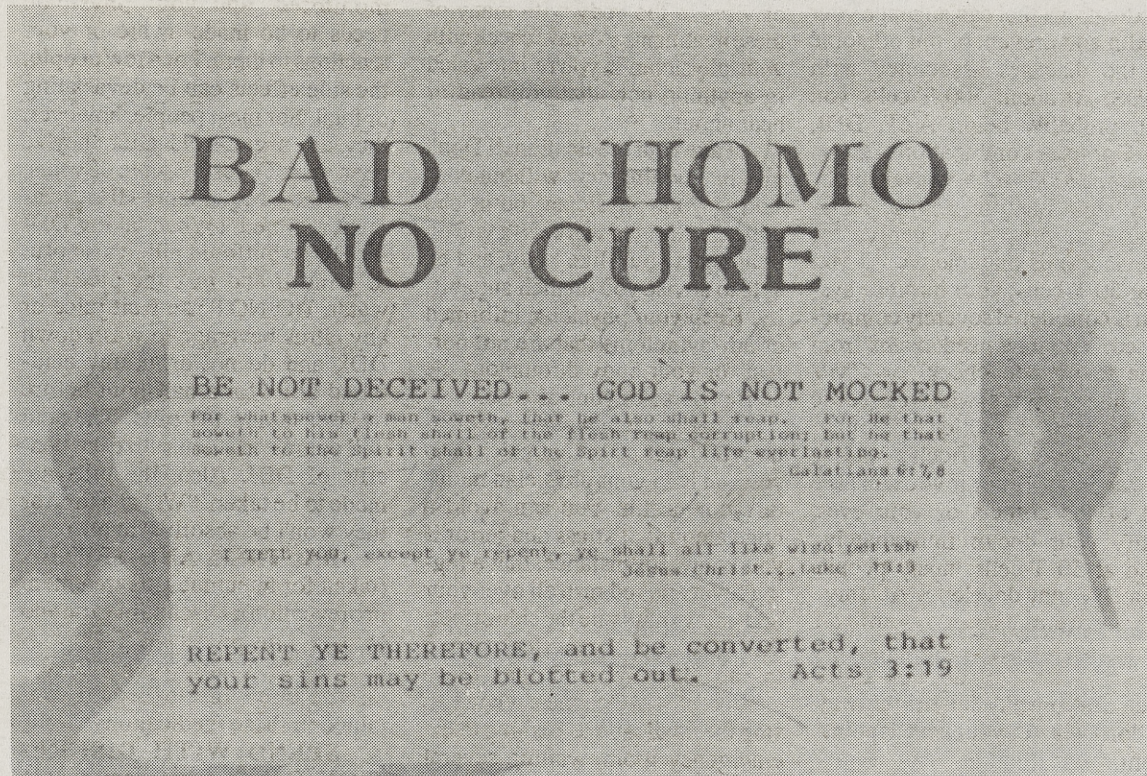 BAD HOMO
NO CURE
BE NOT DECEIVED... GOD IS NOT MOCKED
For whatsoever a man soweth, that he also shall reap. For He that
soweth to his flesh shall of the flesh reap corruption; but he that
soweth to the Spirit shall of the Spirt reap life everlasting.
Galatians 6:7,8
I TELL YOU, except ye repent, ye shall all like wise perish
Jesus Christ...Luke 13:3
REPENT YE THEREFORE, and be converted, that
your sins may be blotted out. Acts 3:19